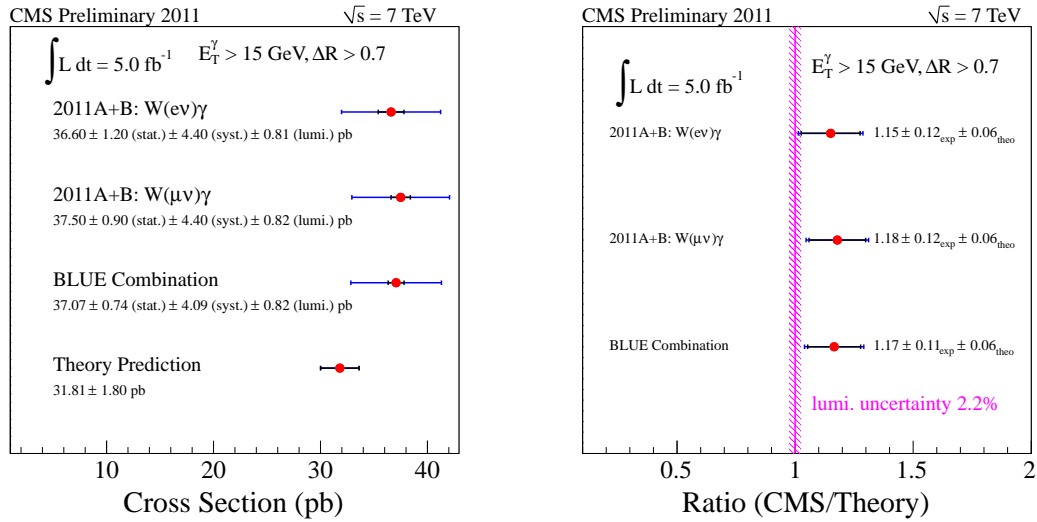 CMS Preliminary 2011 √s = 7 TeV
∫L dt = 5.0 fb⁻¹ E_T^γ > 15 GeV, ΔR > 0.7
2011A+B: W(eν)γ
36.60 ± 1.20 (stat.) ± 4.40 (syst.) ± 0.81 (lumi.) pb
2011A+B: W(μν)γ
37.50 ± 0.90 (stat.) ± 4.40 (syst.) ± 0.82 (lumi.) pb
BLUE Combination
37.07 ± 0.74 (stat.) ± 4.09 (syst.) ± 0.82 (lumi.) pb
Theory Prediction
31.81 ± 1.80 pb
10 20 30 40
Cross Section (pb)
CMS Preliminary 2011 √s = 7 TeV
E_T^γ > 15 GeV, ΔR > 0.7
∫L dt = 5.0 fb⁻¹
2011A+B: W(eν)γ 1.15 ± 0.12_exp ± 0.06_theo
2011A+B: W(μν)γ 1.18 ± 0.12_exp ± 0.06_theo
BLUE Combination 1.17 ± 0.11_exp ± 0.06_theo
lumi. uncertainty 2.2%
0.5 1 1.5 2
Ratio (CMS/Theory)